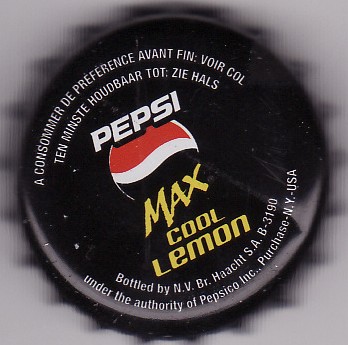 A CONSOMMER DE PRÉFÉRENCE AVANT FIN: VOIR COL
TEN MINSTE HOUDBAAR TOT: ZIE HALS
PEPSI
MAX
COOL
LEMON
Bottled by N.V. Br. Haacht S.A. B-3190
under the authority of Pepsico Inc., Purchase-N.Y.-USA